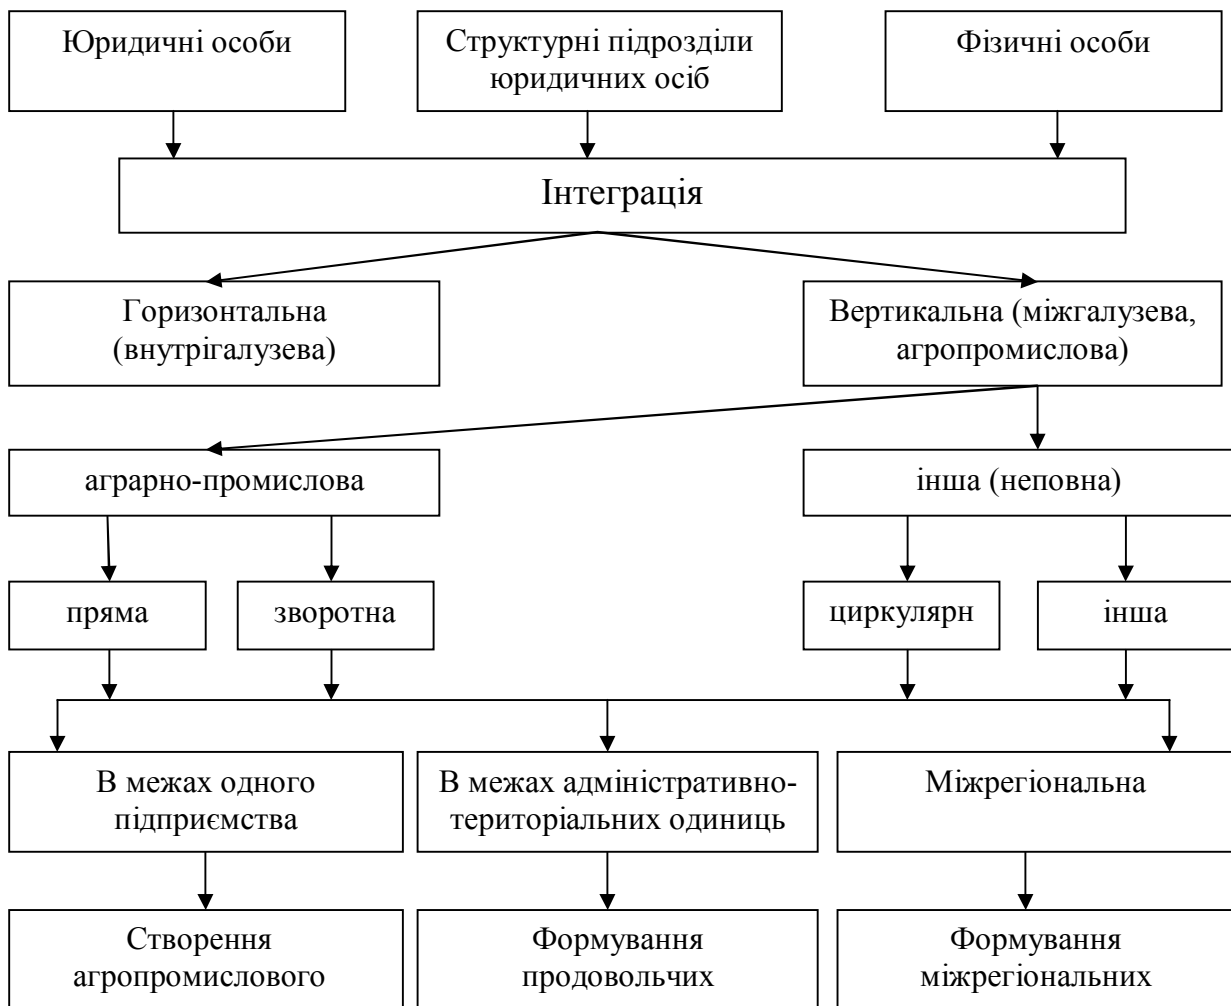 Юридичні особи
Структурні підрозділи
юридичних осіб
Фізичні особи
Інтеграція
Горизонтальна
(внутрігалузева)
Вертикальна (міжгалузева,
агропромислова)
аграрно-промислова
інша (неповна)
пряма
зворотна
циркулярн
інша
В межах одного
підприємства
В межах адміністративно-
територіальних одиниць
Міжрегіональна
Створення
агропромислового
Формування
продовольчих
Формування
міжрегіональних